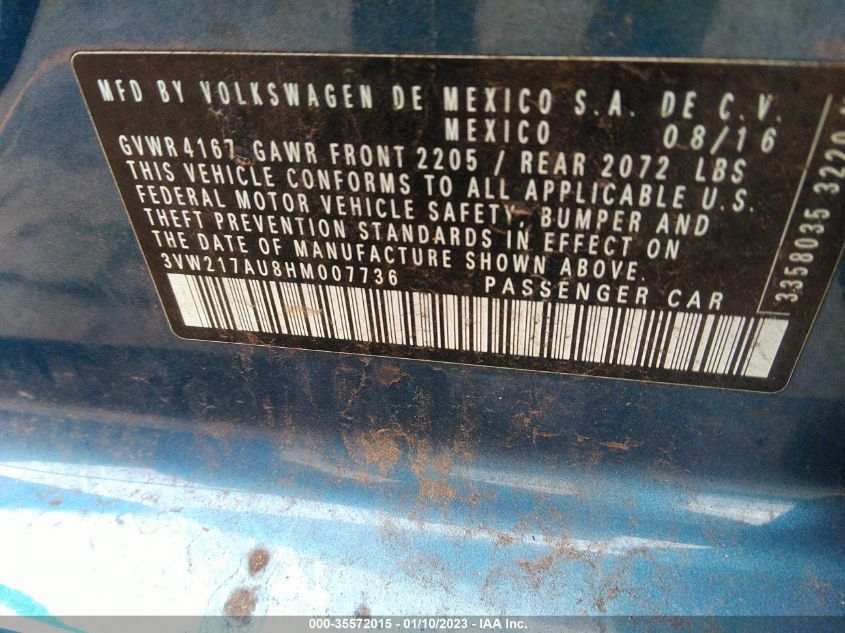 MFD BY VOLKSWAGEN DE MEXICO S.A. DE C.V.
MEXICO 08/16
GVWR 4167 GAWR FRONT 2205 / REAR 2072 LBS
THIS VEHICLE CONFORMS TO ALL APPLICABLE U.S.
FEDERAL MOTOR VEHICLE SAFETY, BUMPER AND
THEFT PREVENTION STANDARDS IN EFFECT ON
THE DATE OF MANUFACTURE SHOWN ABOVE.
3VW217AU8HM007736 PASSENGER CAR
3358035 3220
000-35572015 - 01/10/2023 - IAA Inc.